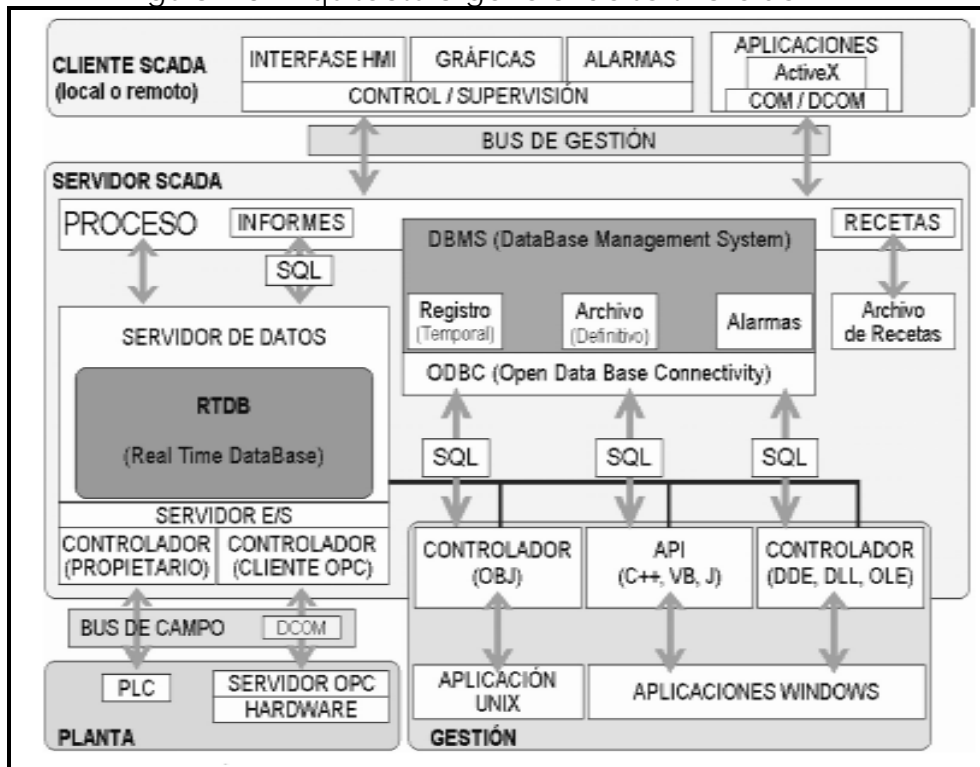 CLIENTE SCADA
(local o remoto)
INTERFASE HMI
GRÁFICAS
ALARMAS
CONTROL / SUPERVISIÓN
APLICACIONES
ActiveX
COM / DCOM
BUS DE GESTIÓN
SERVIDOR SCADA
PROCESO
INFORMES
SQL
DBMS (DataBase Management System)
Registro
(Temporal)
Archivo
(Definitivo)
Alarmas
ODBC (Open Data Base Connectivity)
RECETAS
Archivo
de Recetas
SERVIDOR DE DATOS
RTDB
(Real Time DataBase)
SERVIDOR E/S
CONTROLADOR
(PROPIETARIO)
CONTROLADOR
(CLIENTE OPC)
SQL
SQL
SQL
CONTROLADOR
(OBJ)
API
(C++, VB, J)
CONTROLADOR
(DDE, DLL, OLE)
BUS DE CAMPO
DCOM
PLC
SERVIDOR OPC
HARDWARE
PLANTA
APLICACIÓN
UNIX
APLICACIONES WINDOWS
GESTIÓN